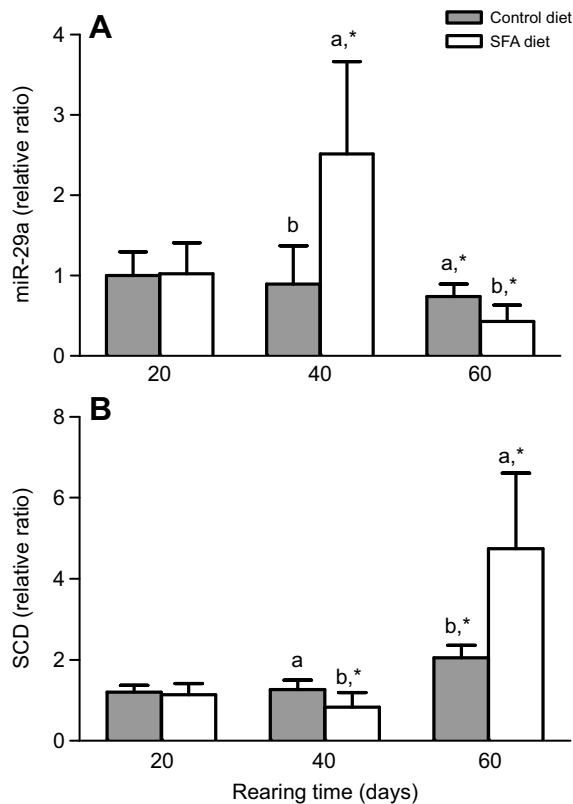 A
Control diet
SFA diet
miR-29a (relative ratio)
4
3
2
1
0
a,*
b
a,*
b,*
20
40
60
B
SCD (relative ratio)
8
6
4
2
0
a
b,*
b,*
a,*
20
40
60
Rearing time (days)